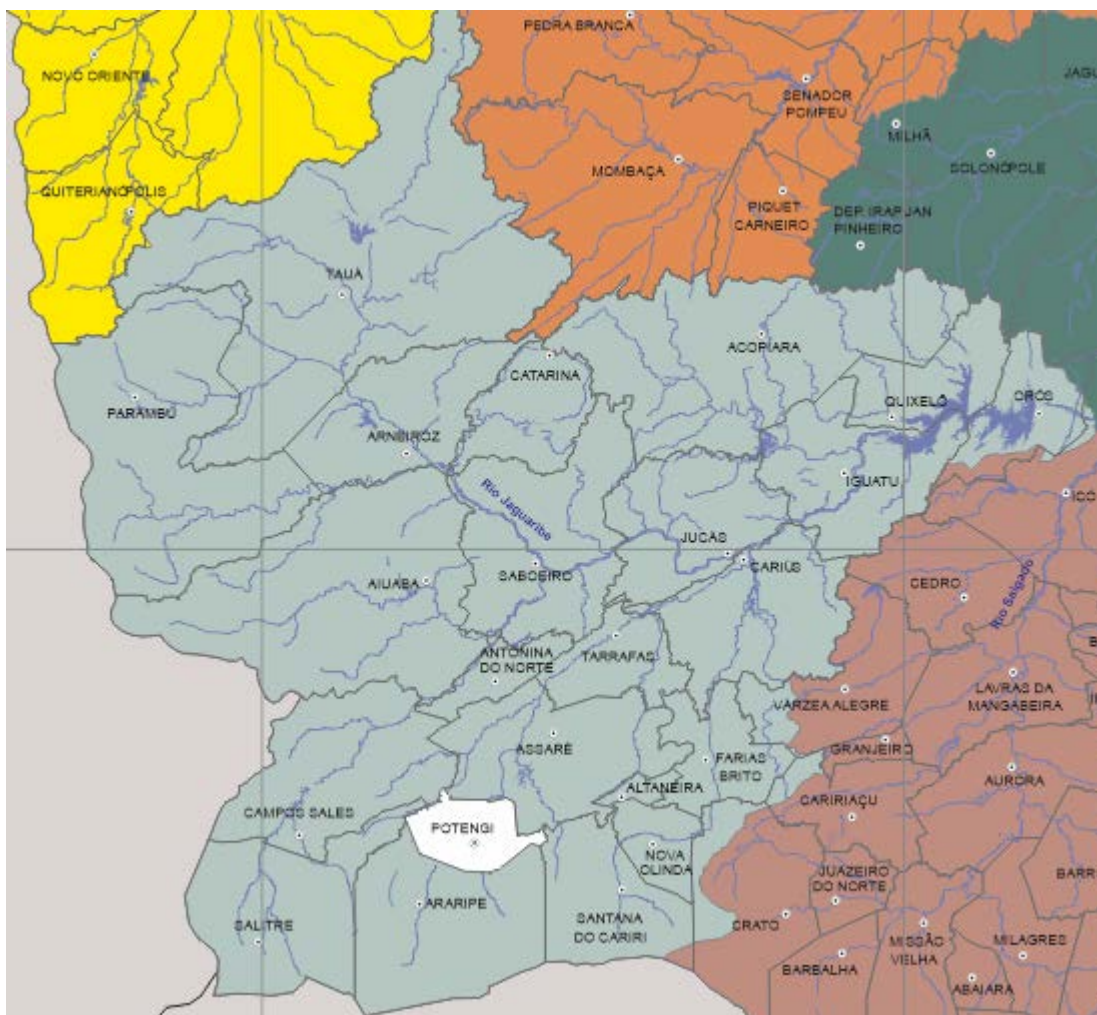 PEDRA BRANCA
NOVO ORIENTE
SENADOR
POMPEU
MILHÃ
SOLONÓPOLE
MOMBAÇA
QUITERIANÓPOLIS
PIQUET
CARNEIRO
DEP. IRAPUAN
PINHEIRO
TAUÁ
ACOPIARA
CATARINA
PARAMBÚ
QUIXELÔ
ORÓS
ARNEIROZ
IGUATU
Rio Jaguaribe
JUCÁS
SABOEIRO
CARIÚS
AIUABA
CEDRO
Rio Salgado
ANTONINA
DO NORTE
TARRAFAS
LAVRAS DA
MANGABEIRA
VÁRZEA ALEGRE
ASSARÉ
GRANJEIRO
FARIAS
BRITO
AURORA
ALTANEIRA
CARIRIAÇU
CAMPOS SALES
POTENGI
NOVA
OLINDA
JUAZEIRO
DO NORTE
ARARIPE
SALITRE
SANTANA
DO CARIRI
CRATO
MISSÃO
VELHA
MILAGRES
BARBALHA
ABAIARA